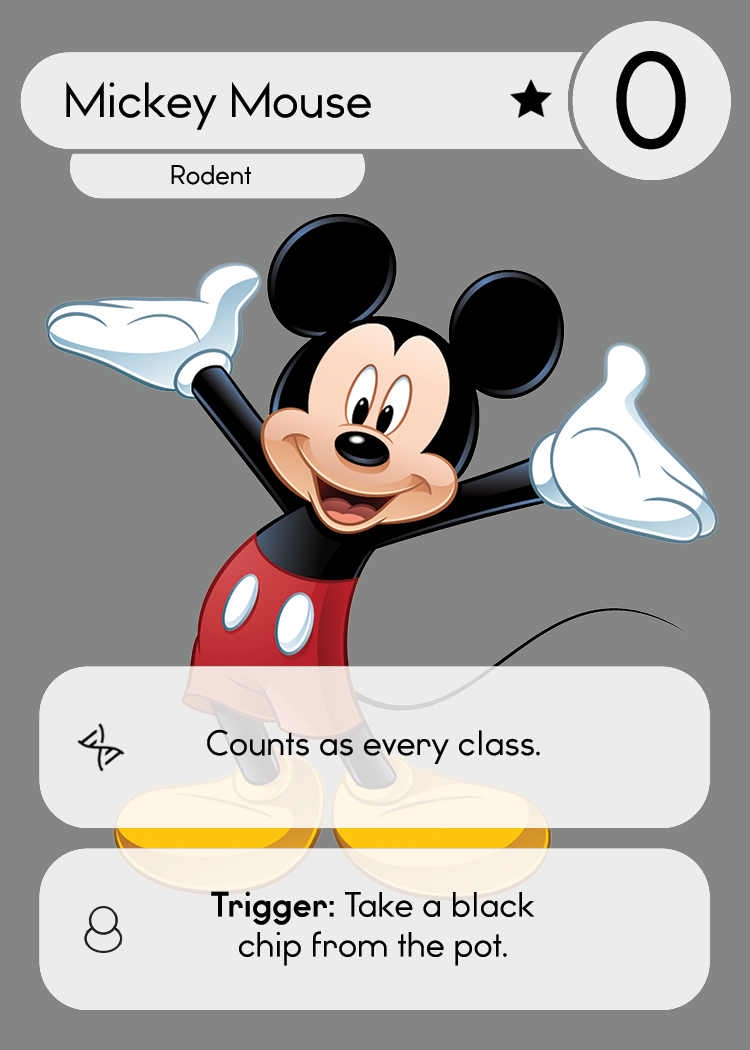 Mickey Mouse
0
Rodent
Counts as every class.
Trigger: Take a black
chip from the pot.